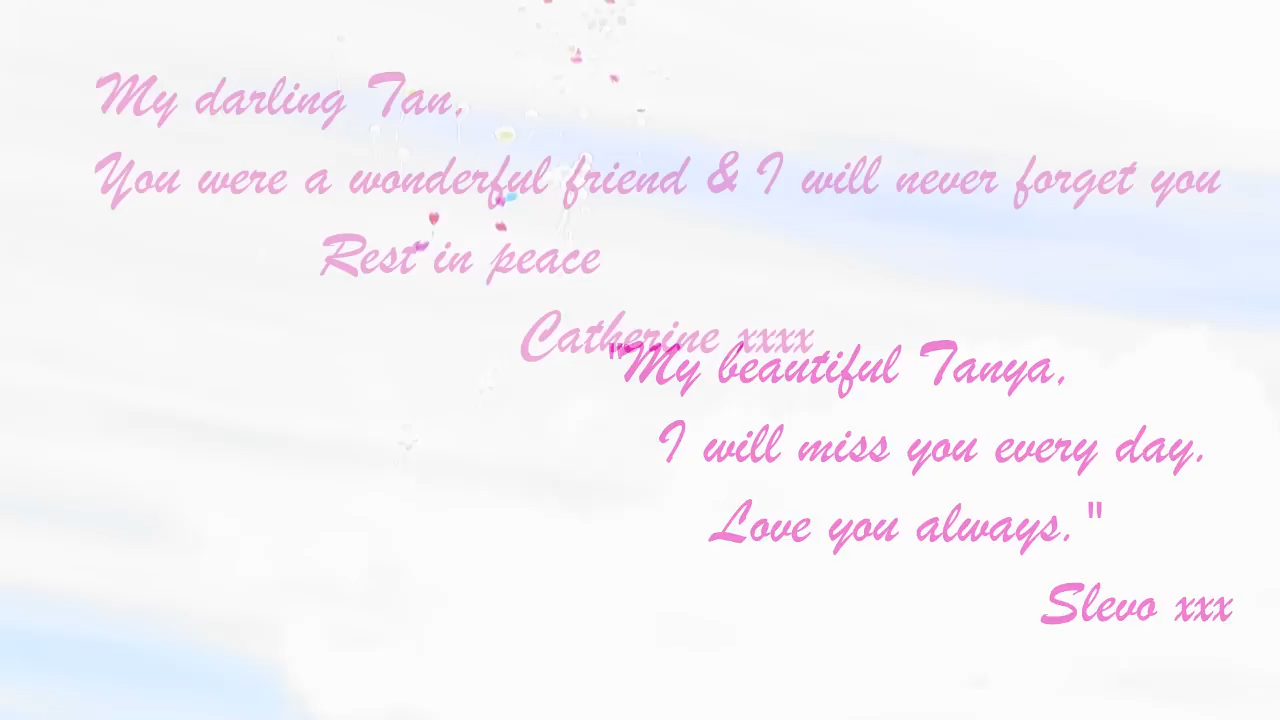 My darling Tan,
You were a wonderful friend & I will never forget you
Rest in peace
Catherine xxxx
"My beautiful Tanya,
I will miss you every day.
Love you always."
Slevo xxx